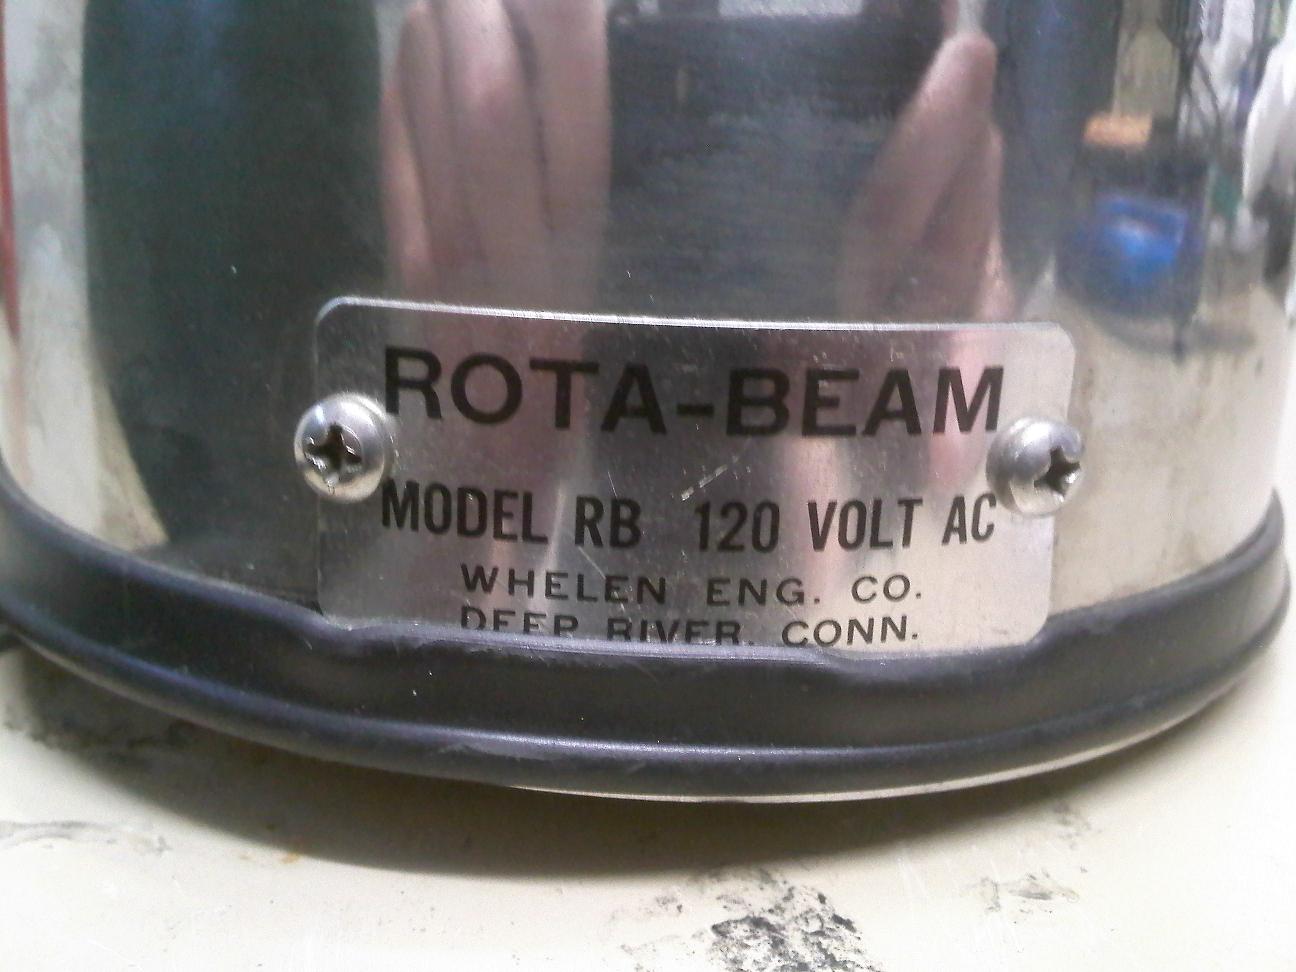 ROTA-BEAM
MODEL RB 120 VOLT AC
WHELEN ENG. CO.
DEEP RIVER, CONN.